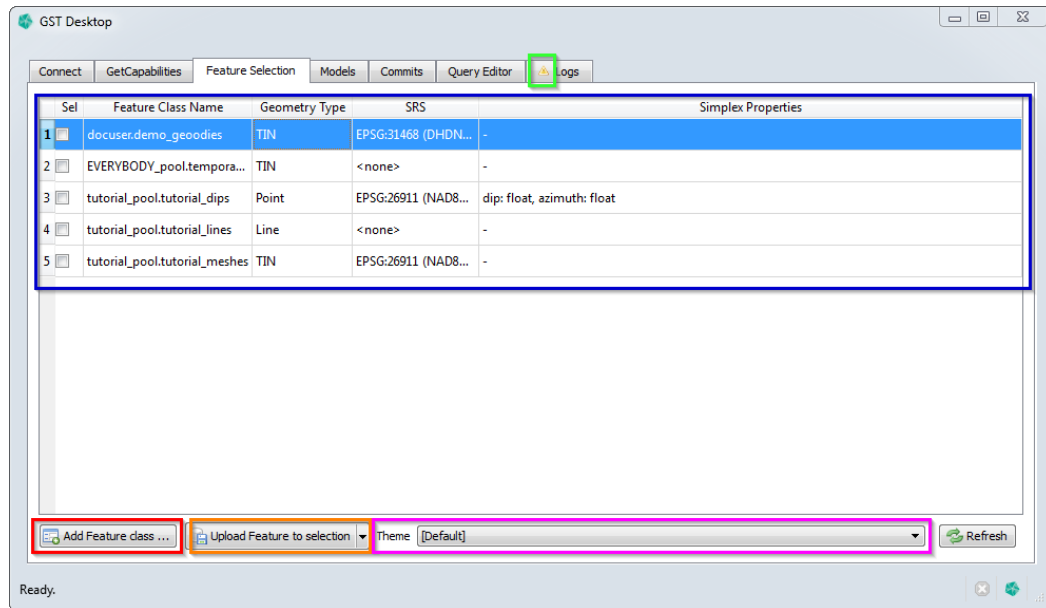 GST Desktop
Connect GetCapabilities Feature Selection Models Commits Query Editor Logs
Sel Feature Class Name Geometry Type SRS Simplex Properties
1 docuser.demo_geoodies TIN EPSG:31468 (DHDN... -
2 EVERYBODY_pool.tempora... TIN <none> -
3 tutorial_pool.tutorial_dips Point EPSG:26911 (NAD8... dip: float, azimuth: float
4 tutorial_pool.tutorial_lines Line <none> -
5 tutorial_pool.tutorial_meshes TIN EPSG:26911 (NAD8... -
Add Feature class ... Upload Feature to selection Theme [Default] Refresh
Ready.